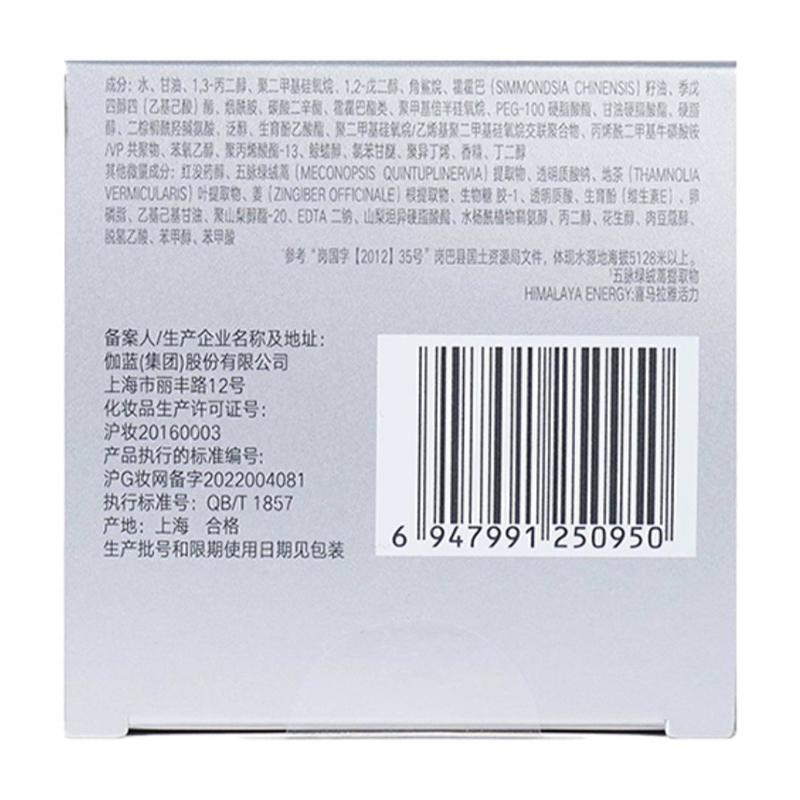 成分：水、甘油、1,3-丙二醇、聚二甲基硅氧烷、1,2-戊二醇、角鲨烷、霍霍巴（SIMMONDSIA CHINENSIS）籽油、季戊
四醇四（乙基己酸）酯、烟酰胺、碳酸二辛酯、霍霍巴酯类、聚甲基倍半硅氧烷、PEG-100 硬脂酸酯、甘油硬脂酸酯、硬脂
醇、二棕榈酰羟脯氨酸、泛醇、生育酚乙酸酯、聚二甲基硅氧烷/乙烯基聚二甲基硅氧烷交联聚合物、丙烯酰二甲基牛磺酸铵
/VP 共聚物、苯氧乙醇、聚丙烯酸酯-13、鲸蜡醇、氯苯甘醚、聚异丁烯、香精、丁二醇
其他微量成分：红没药醇、五脉绿绒蒿（MECONOPSIS QUINTUPLINERVIA）提取物、透明质酸钠、地茶（THAMNOLIA
VERMICULARIS）叶提取物、姜（ZINGIBER OFFICINALE）根提取物、生物糖胶-1、透明质酸、生育酚（维生素E）、卵
磷脂、乙基己基甘油、聚山梨醇酯-20、EDTA 二钠、山梨坦异硬脂酸酯、水杨酰植物鞘氨醇、丙二醇、花生醇、肉豆蔻醇、
脱氢乙酸、苯甲醇、苯甲酸
¹参考“岗国字【2012】35号”岗巴县国土资源局文件，体现水源地海拔5128米以上。
²五脉绿绒蒿提取物
HIMALAYA ENERGY:喜马拉雅活力
备案人/生产企业名称及地址：
伽蓝(集团)股份有限公司
上海市丽丰路12号
化妆品生产许可证号：
沪妆20160003
产品执行的标准编号：
沪G妆网备字2022004081
执行标准号：QB/T 1857
产地：上海 合格
生产批号和限期使用日期见包装
6 947991 250950